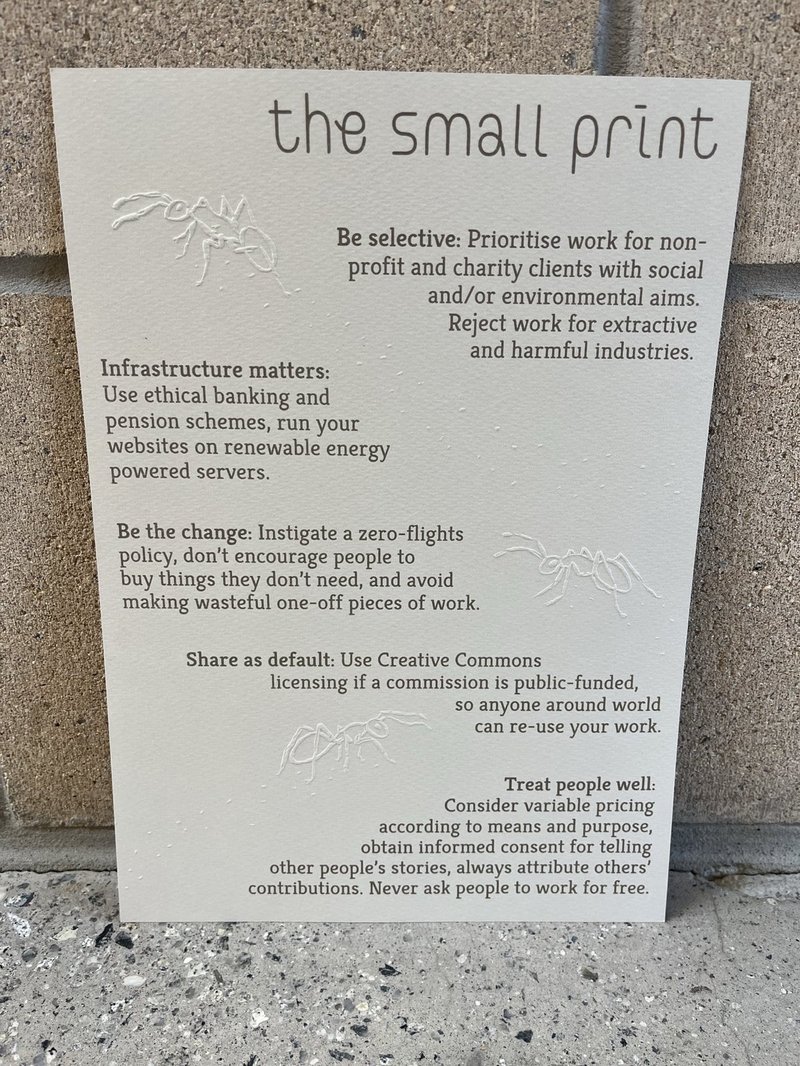 the small print
Be selective: Prioritise work for non-
profit and charity clients with social
and/or environmental aims.
Reject work for extractive
and harmful industries.
Infrastructure matters:
Use ethical banking and
pension schemes, run your
websites on renewable energy
powered servers.
Be the change: Instigate a zero-flights
policy, don’t encourage people to
buy things they don’t need, and avoid
making wasteful one-off pieces of work.
Share as default: Use Creative Commons
licensing if a commission is public-funded,
so anyone around world
can re-use your work.
Treat people well:
Consider variable pricing
according to means and purpose,
obtain informed consent for telling
other people’s stories, always attribute others’
contributions. Never ask people to work for free.